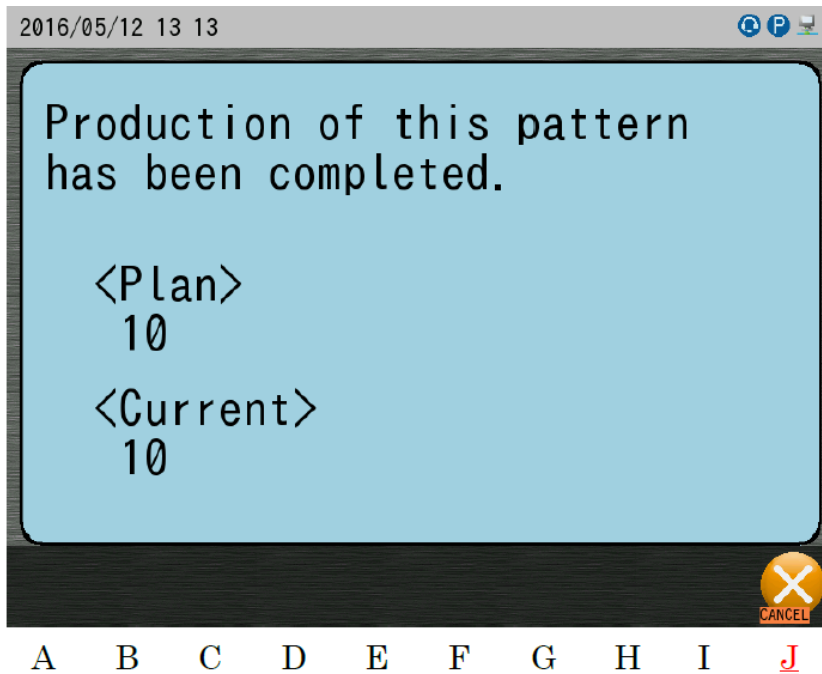 2016/05/12 13 13
Production of this pattern
has been completed.
<Plan>
10
<Current>
10
CANCEL
A B C D E F G H I J